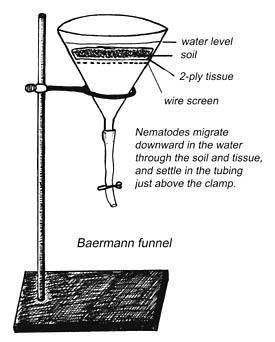 water level
soil
2-ply tissue
wire screen
Nematodes migrate
downward in the water
through the soil and tissue,
and settle in the tubing
just above the clamp.
Baermann funnel